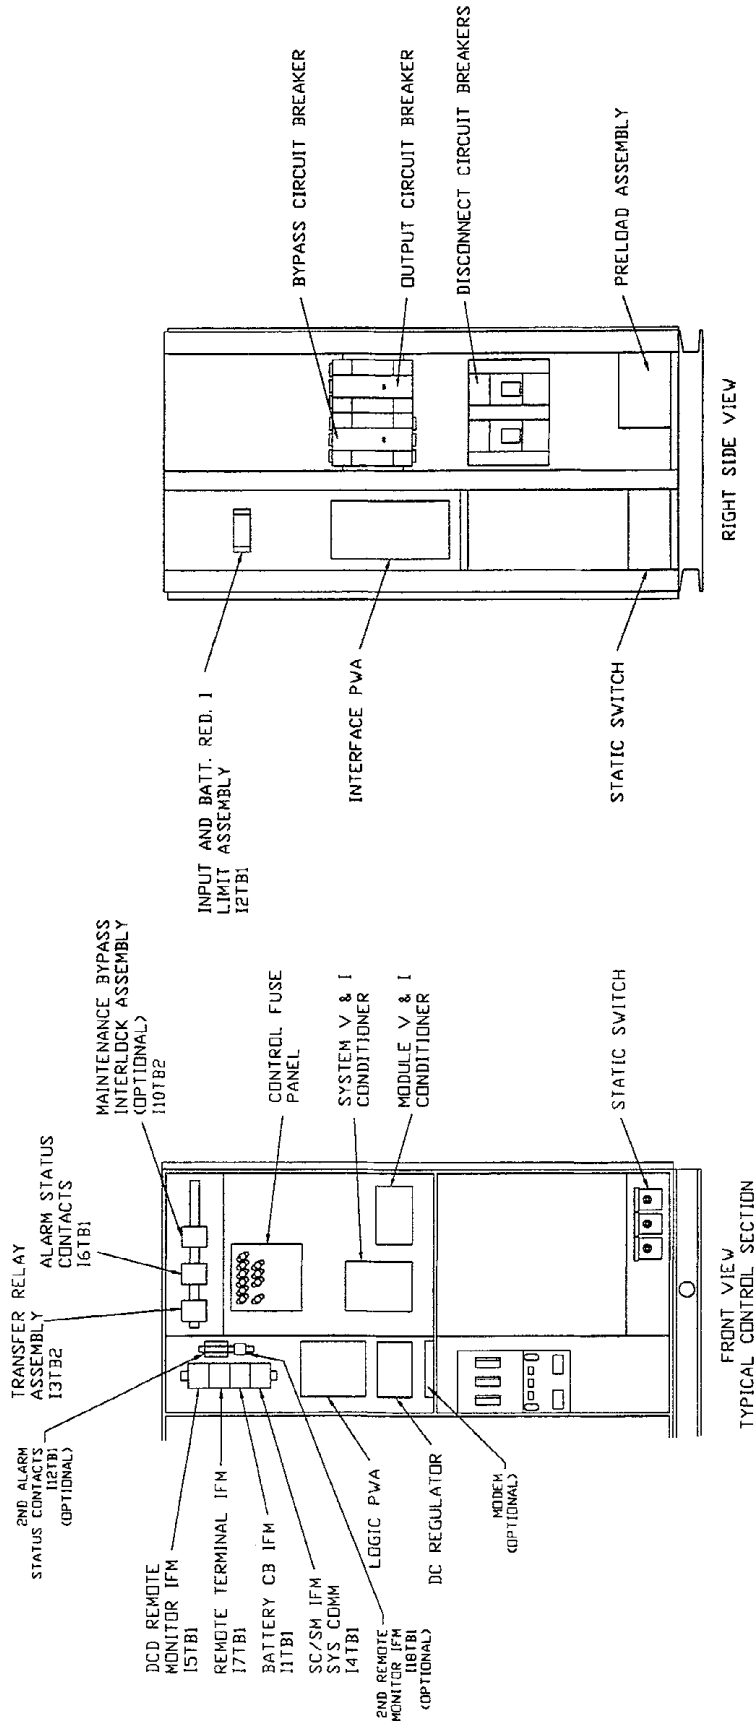 2ND ALARM
STATUS CONTACTS
I12TB1
(OPTIONAL)
TRANSFER RELAY
ASSEMBLY
I3TB2
ALARM STATUS
CONTACTS
I6TB1
MAINTENANCE BYPASS
INTERLOCK ASSEMBLY
(OPTIONAL)
I10TB2
DCD REMOTE
MONITOR IFM
I5TB1
REMOTE TERMINAL IFM
I7TB1
BATTERY CB IFM
I1TB1
SC/SM IFM
SYS COMM
I4TB1
2ND REMOTE
MONITOR IFM
I18TB1
(OPTIONAL)
LOGIC PWA
DC REGULATOR
MODEM
(OPTIONAL)
CONTROL FUSE
PANEL
SYSTEM V & I
CONDITIONER
MODULE V & I
CONDITIONER
STATIC SWITCH
FRONT VIEW
TYPICAL CONTROL SECTION
INPUT AND BATT. RED. I
LIMIT ASSEMBLY
I2TB1
INTERFACE PWA
STATIC SWITCH
BYPASS CIRCUIT BREAKER
OUTPUT CIRCUIT BREAKER
DISCONNECT CIRCUIT BREAKERS
PRELOAD ASSEMBLY
RIGHT SIDE VIEW